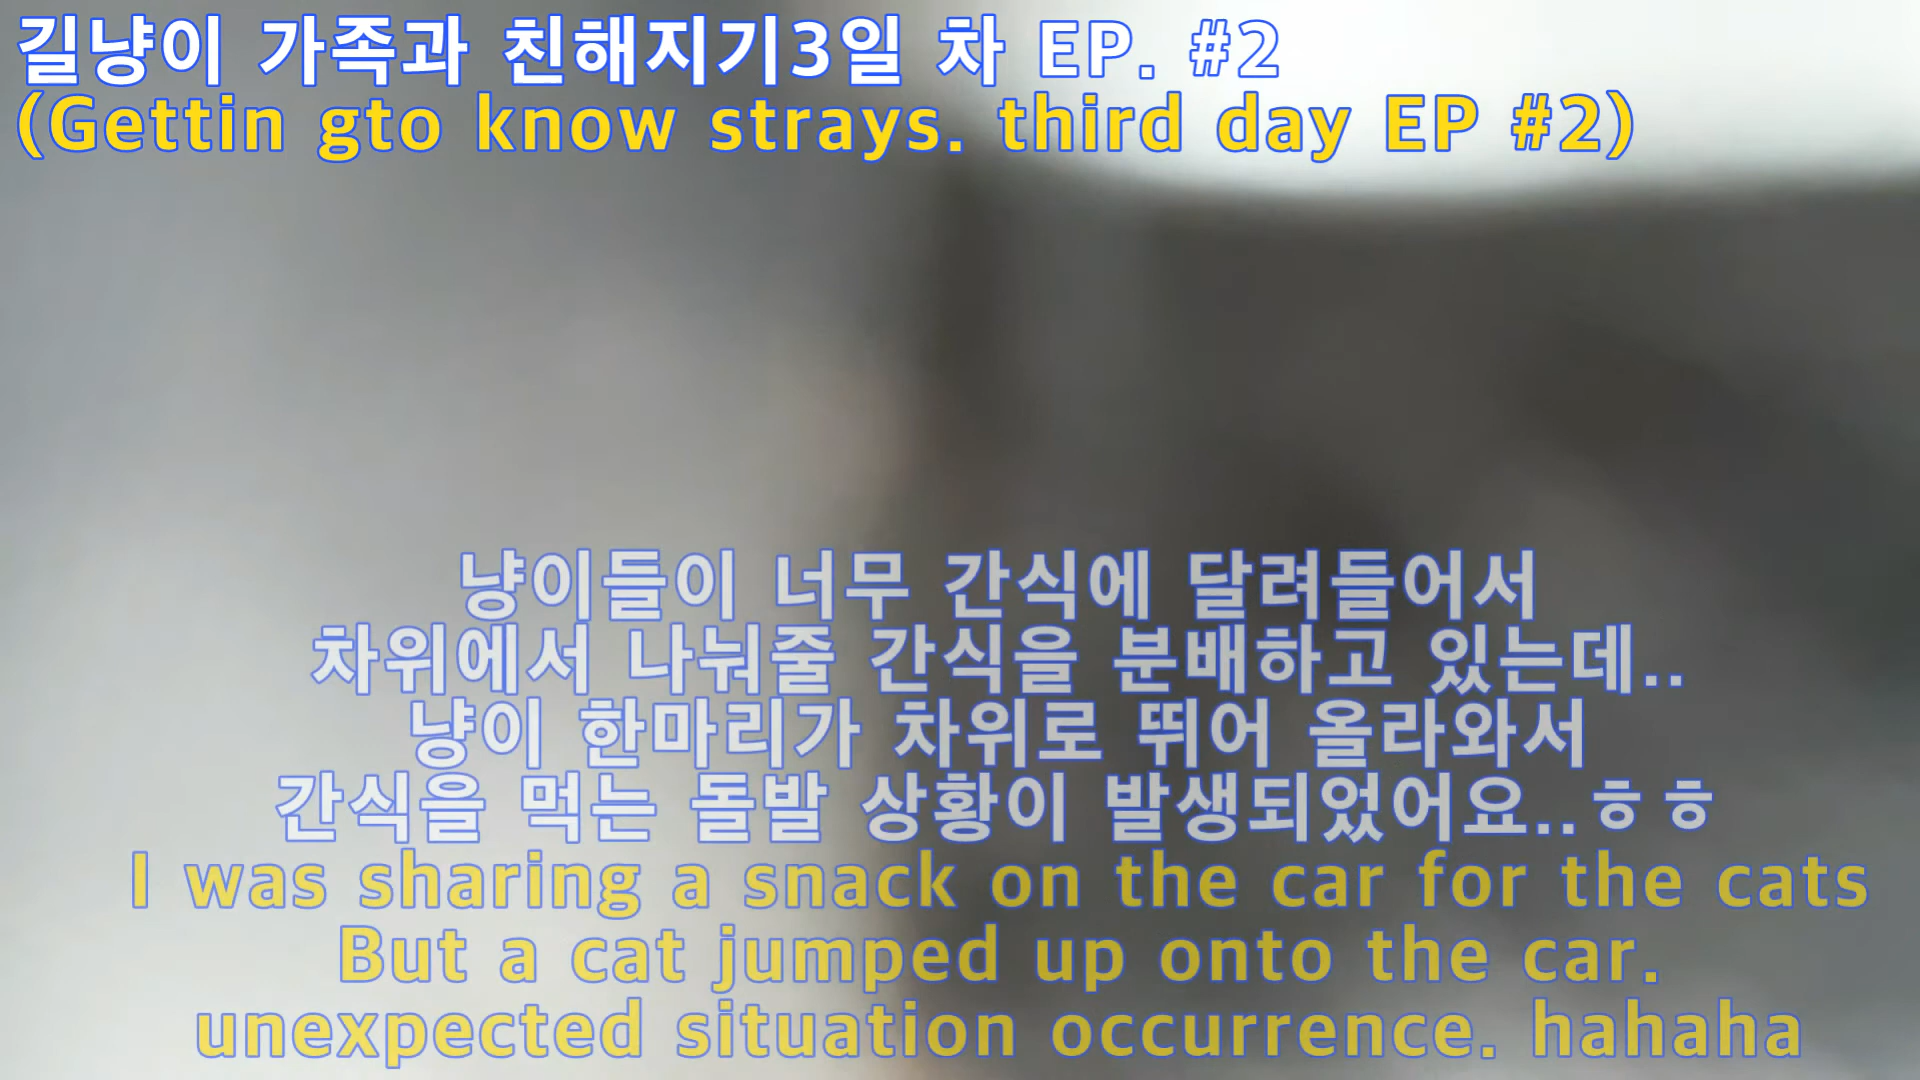 길냥이 가족과 친해지기3일 차 EP. #2
(Gettin gto know strays. third day EP #2)
냥이들이 너무 간식에 달려들어서
차위에서 나눠줄 간식을 분배하고 있는데..
냥이 한마리가 차위로 뛰어 올라와서
간식을 먹는 돌발 상황이 발생되었어요..ㅎㅎ
I was sharing a snack on the car for the cats
But a cat jumped up onto the car.
unexpected situation occurrence. hahaha